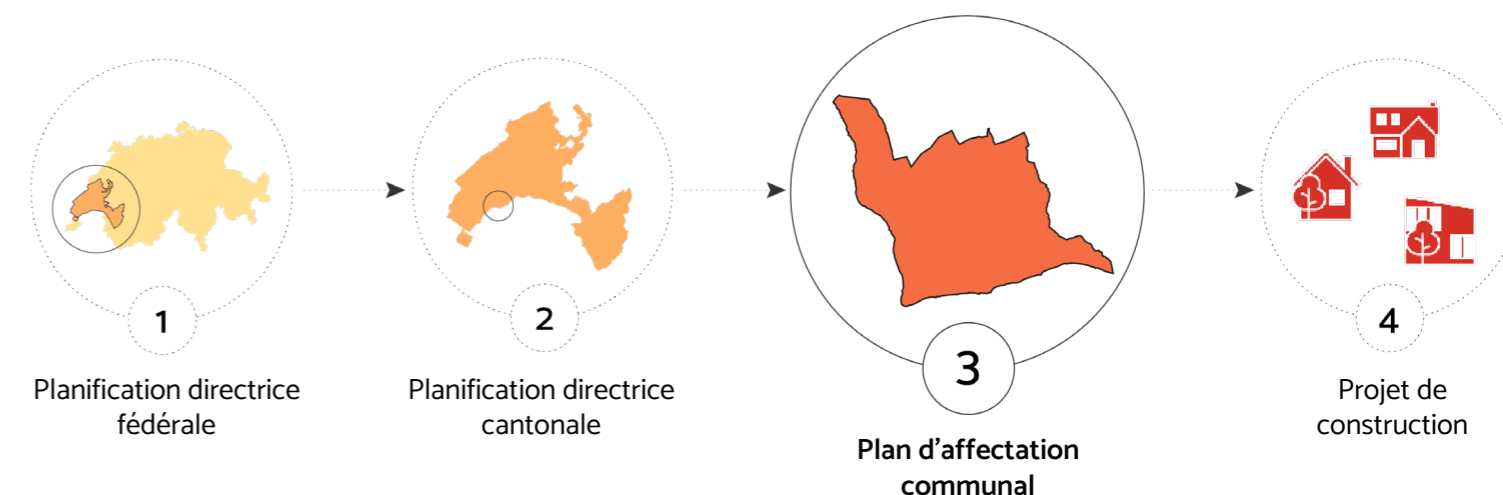 1
Planification directrice
fédérale
2
Planification directrice
cantonale
3
Plan d'affectation
communal
4
Projet de
construction